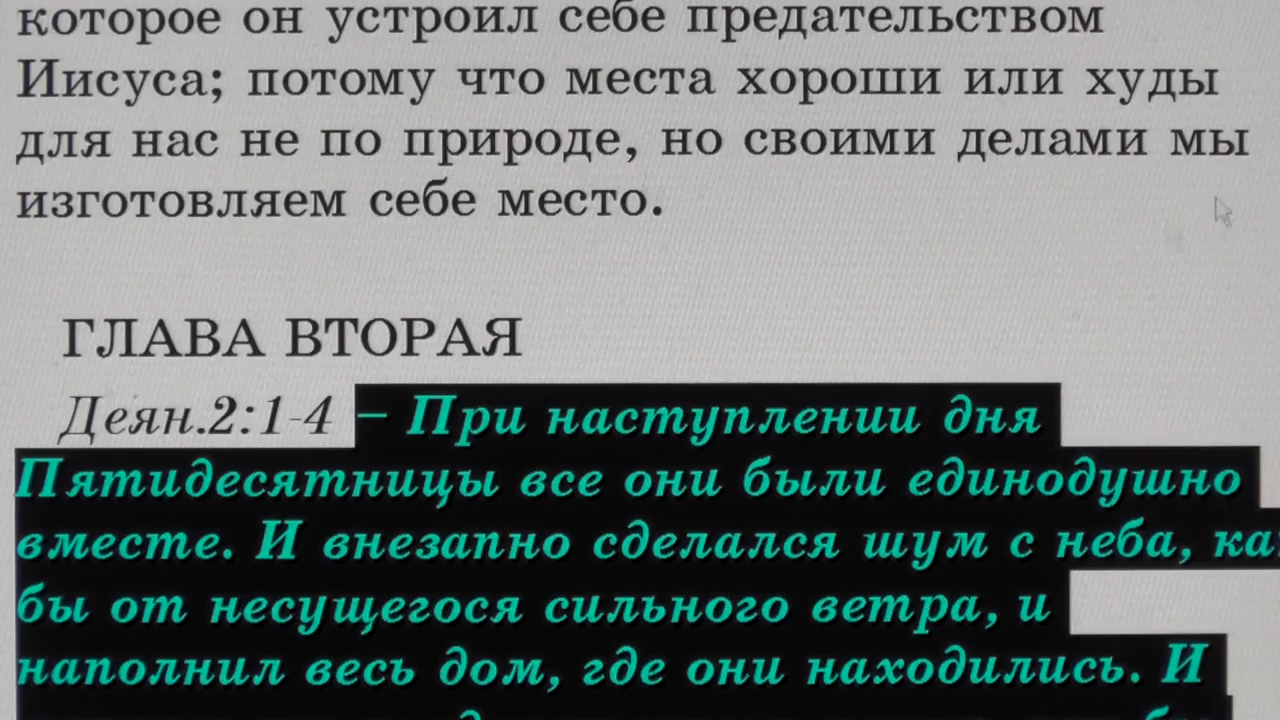 которое он устроил себе предательством
Иисуса; потому что места хороши или худы
для нас не по природе, но своими делами мы
изготовляем себе место.
ГЛАВА ВТОРАЯ
Деян.2:1-4 – При наступлении дня
Пятидесятницы все они были единодушно
вместе. И внезапно сделался шум с неба,
бы от несущегося сильного ветра, и
наполнил весь дом, где они находились. И